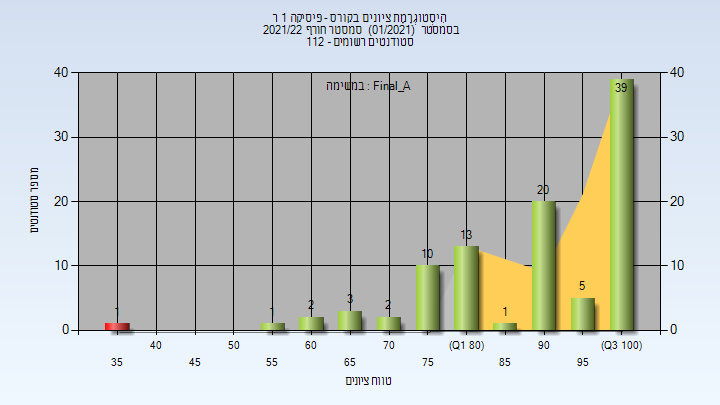 היסטוגרמת ציונים בקורס - פיסיקה 1 ר
בסמסטר (01/2021) סמסטר חורף 2021/22
סטודנטים רשומים - 112
במשימה : Final_A
מספר סטודנטים
40 40
30 30
20 20
10 10
0 0
1 1 2 3 2 10 13 1 20 5 39
40 50 60 70 (Q1 80) 90 (Q3 100)
35 45 55 65 75 85 95
טווח ציונים